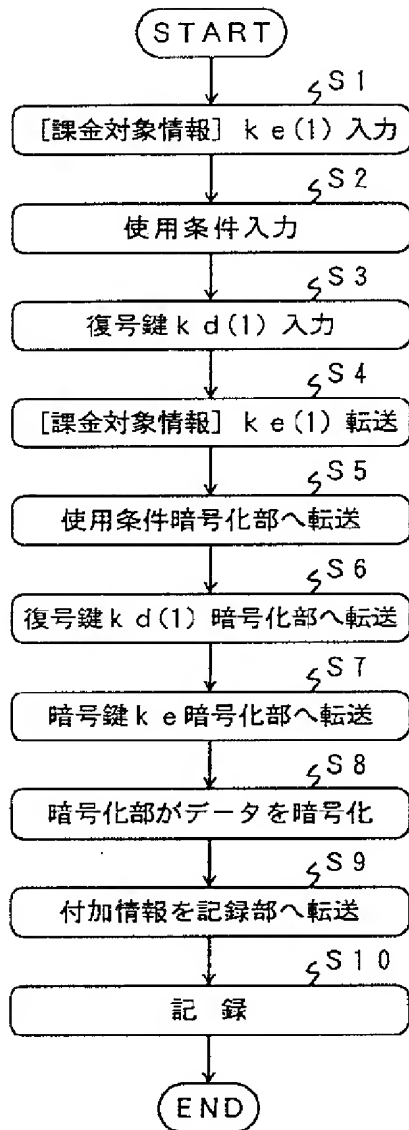 START
S1
[課金対象情報] ke(1) 入力
S2
使用条件入力
S3
復号鍵kd(1) 入力
S4
[課金対象情報] ke(1) 転送
S5
使用条件暗号化部へ転送
S6
復号鍵kd(1) 暗号化部へ転送
S7
暗号鍵ke暗号化部へ転送
S8
暗号化部がデータを暗号化
S9
付加情報を記録部へ転送
S10
記 録
END